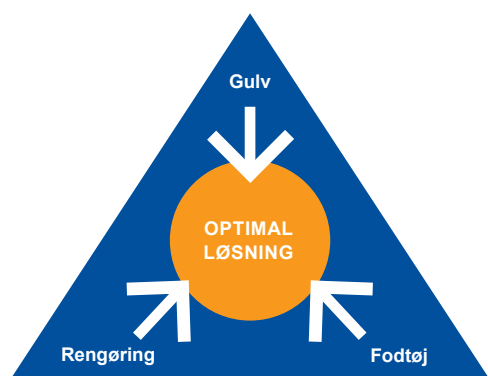 Gulv
OPTIMAL
LØSNING
Rengøring
Fodtøj